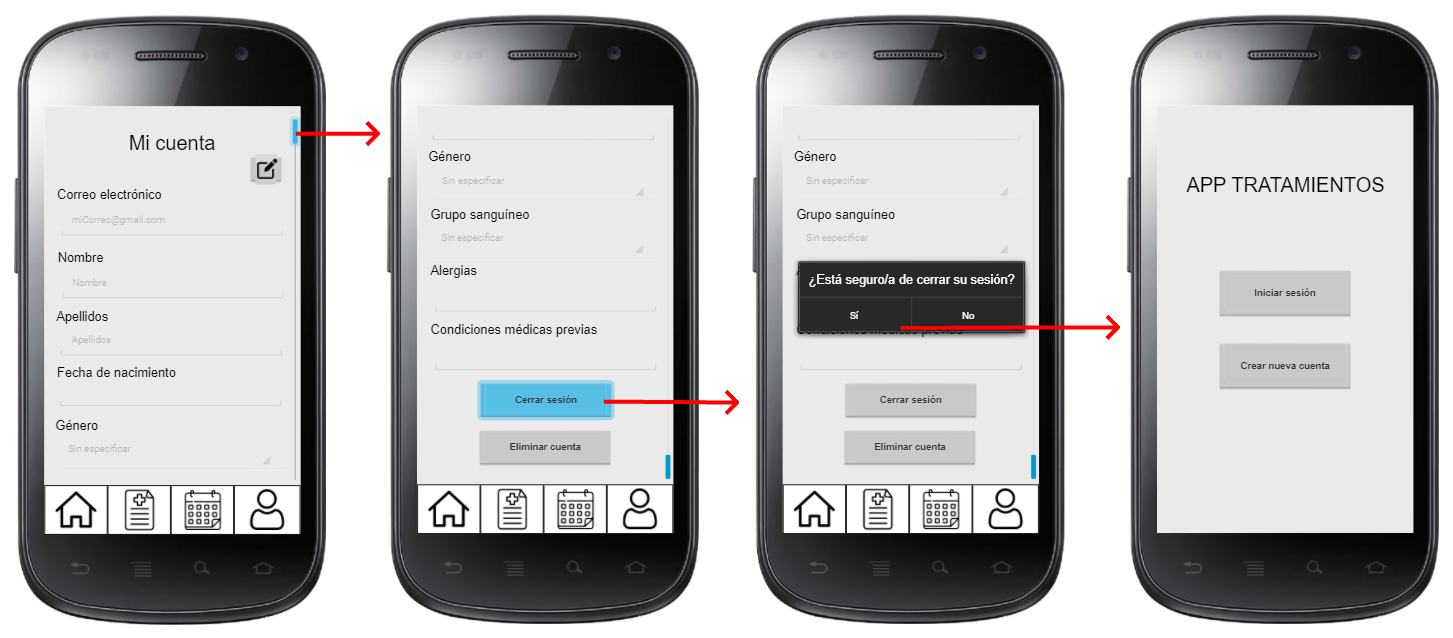 Mi cuenta
Correo electrónico
miCorreo@gmail.com
Nombre
Nombre
Apellidos
Apellidos
Fecha de nacimiento
Género
Sin especificar
Género
Sin especificar
Grupo sanguíneo
Sin especificar
Alergias
Condiciones médicas previas
Cerrar sesión
Eliminar cuenta
Género
Sin especificar
Grupo sanguíneo
Sin especificar
¿Está seguro/a de cerrar su sesión?
Sí No
Condiciones médicas previas
Cerrar sesión
Eliminar cuenta
APP TRATAMIENTOS
Iniciar sesión
Crear nueva cuenta